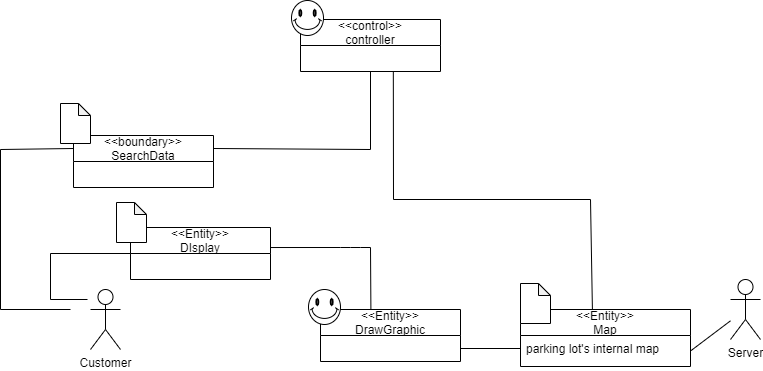 <<control>>
controller
<<boundary>>
SearchData
<<Entity>>
DIsplay
<<Entity>>
DrawGraphic
<<Entity>>
Map
parking lot's internal map
Customer
Server